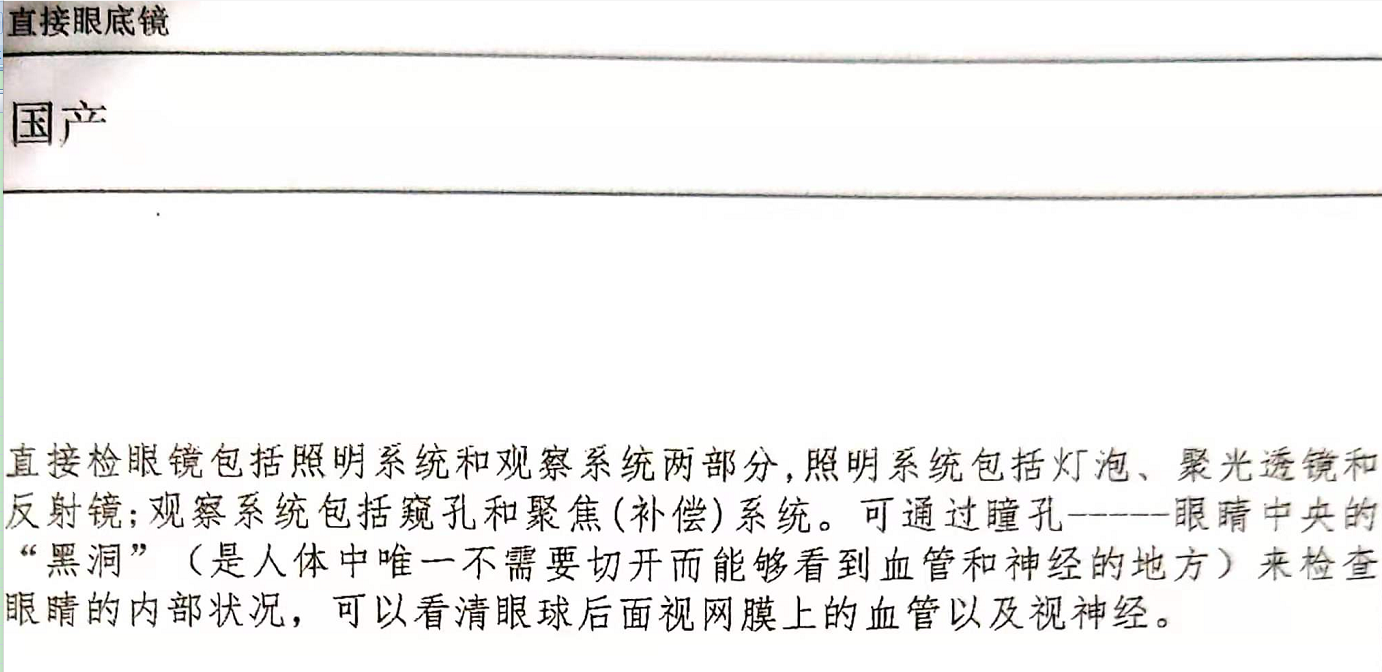 直接眼底镜
国产
直接检眼镜包括照明系统和观察系统两部分,照明系统包括灯泡、聚光透镜和
反射镜;观察系统包括窥孔和聚焦(补偿)系统。可通过瞳孔-----眼睛中央的
“黑洞”（是人体中唯一不需要切开而能够看到血管和神经的地方）来检查
眼睛的内部状况，可以看清眼球后面视网膜上的血管以及视神经。